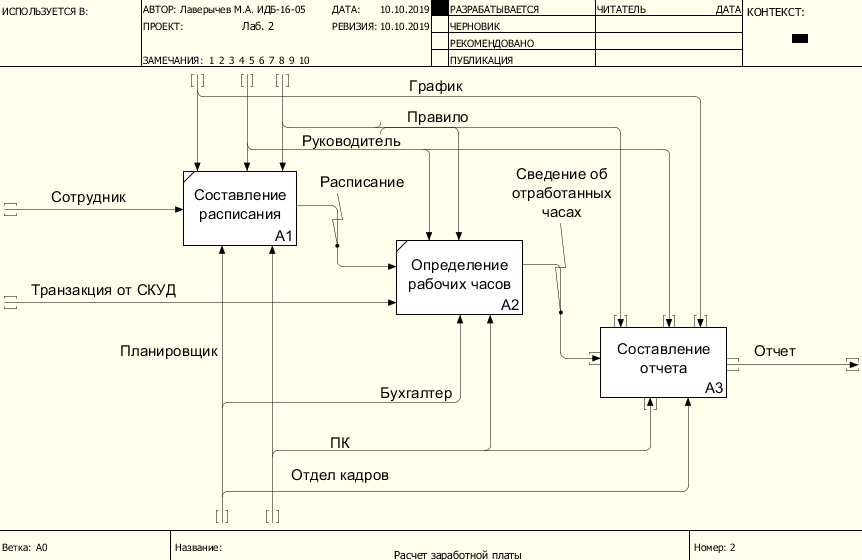 ИСПОЛЬЗУЕТСЯ В:
АВТОР: Лаверычев М.А. ИДБ-16-05
ДАТА: 10.10.2019
РАЗРАБАТЫВАЕТСЯ
ЧИТАТЕЛЬ
ДАТА
КОНТЕКСТ:
ПРОЕКТ: Лаб. 2
РЕВИЗИЯ: 10.10.2019
ЧЕРНОВИК
РЕКОМЕНДОВАНО
ЗАМЕЧАНИЯ: 1 2 3 4 5 6 7 8 9 10
ПУБЛИКАЦИЯ
График
Правило
Руководитель
Сотрудник
Составление
расписания
A1
Расписание
Сведение об
отработанных
часах
Транзакция от СКУД
Определение
рабочих часов
A2
Планировщик
Составление
отчета
A3
Отчет
Бухгалтер
ПК
Отдел кадров
Ветка: A0
Название:
Расчет заработной платы
Номер: 2